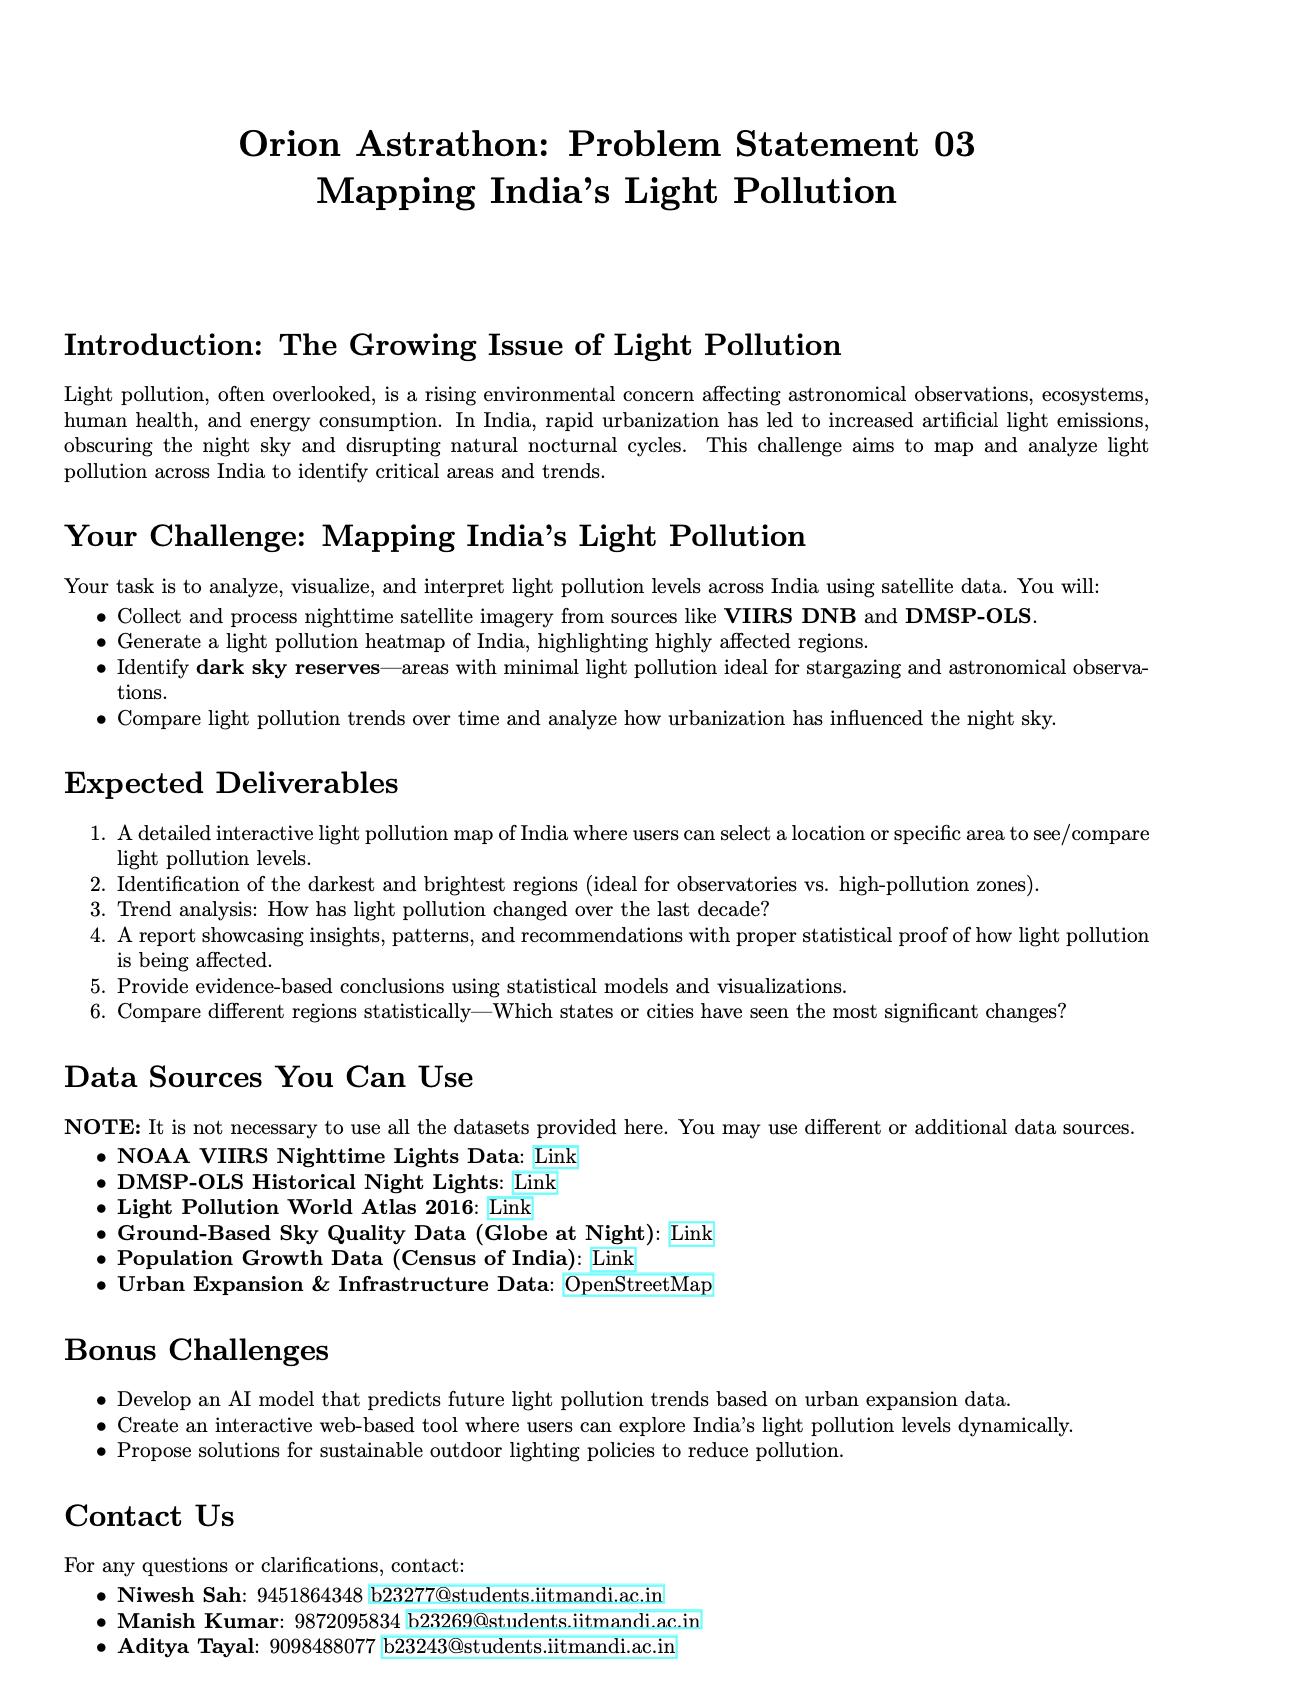 Orion Astrathon: Problem Statement 03
Mapping India's Light Pollution
Introduction: The Growing Issue of Light Pollution
Light pollution, often overlooked, is a rising environmental concern affecting astronomical observations, ecosystems,
human health, and energy consumption. In India, rapid urbanization has led to increased artificial light emissions,
obscuring the night sky and disrupting natural nocturnal cycles. This challenge aims to map and analyze light
pollution across India to identify critical areas and trends.
Your Challenge: Mapping India's Light Pollution
Your task is to analyze, visualize, and interpret light pollution levels across India using satellite data. You will:
• Collect and process nighttime satellite imagery from sources like VIIRS DNB and DMSP-OLS.
• Generate a light pollution heatmap of India, highlighting highly affected regions.
• Identify dark sky reserves—areas with minimal light pollution ideal for stargazing and astronomical observa-
tions.
• Compare light pollution trends over time and analyze how urbanization has influenced the night sky.
Expected Deliverables
1. A detailed interactive light pollution map of India where users can select a location or specific area to see/compare
light pollution levels.
2. Identification of the darkest and brightest regions (ideal for observatories vs. high-pollution zones).
3. Trend analysis: How has light pollution changed over the last decade?
4. A report showcasing insights, patterns, and recommendations with proper statistical proof of how light pollution
is being affected.
5. Provide evidence-based conclusions using statistical models and visualizations.
6. Compare different regions statistically—Which states or cities have seen the most significant changes?
Data Sources You Can Use
NOTE: It is not necessary to use all the datasets provided here. You may use different or additional data sources.
• NOAA VIIRS Nighttime Lights Data: Link
• DMSP-OLS Historical Night Lights: Link
• Light Pollution World Atlas 2016: Link
• Ground-Based Sky Quality Data (Globe at Night): Link
• Population Growth Data (Census of India): Link
• Urban Expansion & Infrastructure Data: OpenStreetMap
Bonus Challenges
• Develop an AI model that predicts future light pollution trends based on urban expansion data.
• Create an interactive web-based tool where users can explore India's light pollution levels dynamically.
• Propose solutions for sustainable outdoor lighting policies to reduce pollution.
Contact Us
For any questions or clarifications, contact:
• Niwesh Sah: 9451864348 b23277@students.iitmandi.ac.in
• Manish Kumar: 9872095834 b23269@students.iitmandi.ac.in
• Aditya Tayal: 9098488077 b23243@students.iitmandi.ac.in